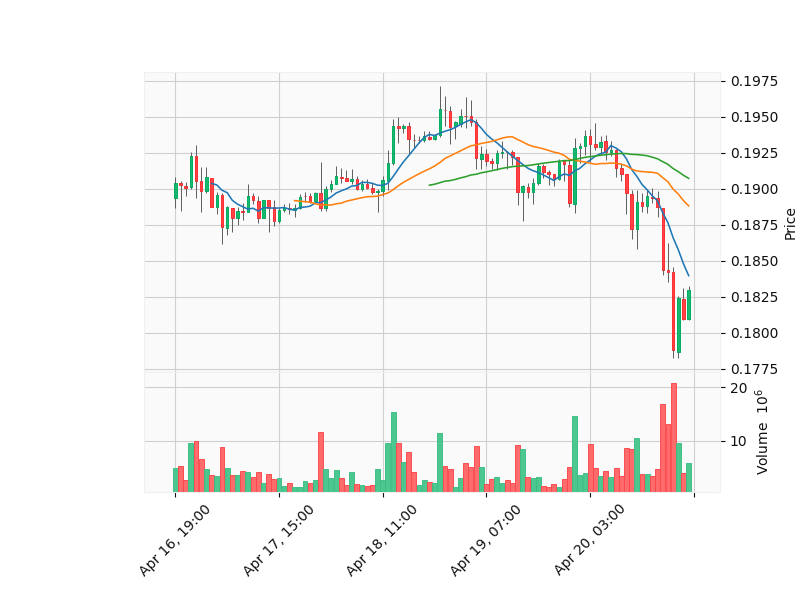 0.1975
0.1950
0.1925
0.1900
0.1875
0.1850
0.1825
0.1800
0.1775
Price
20
10
Volume 10^6
Apr 16, 19:00
Apr 17, 15:00
Apr 18, 11:00
Apr 19, 07:00
Apr 20, 03:00